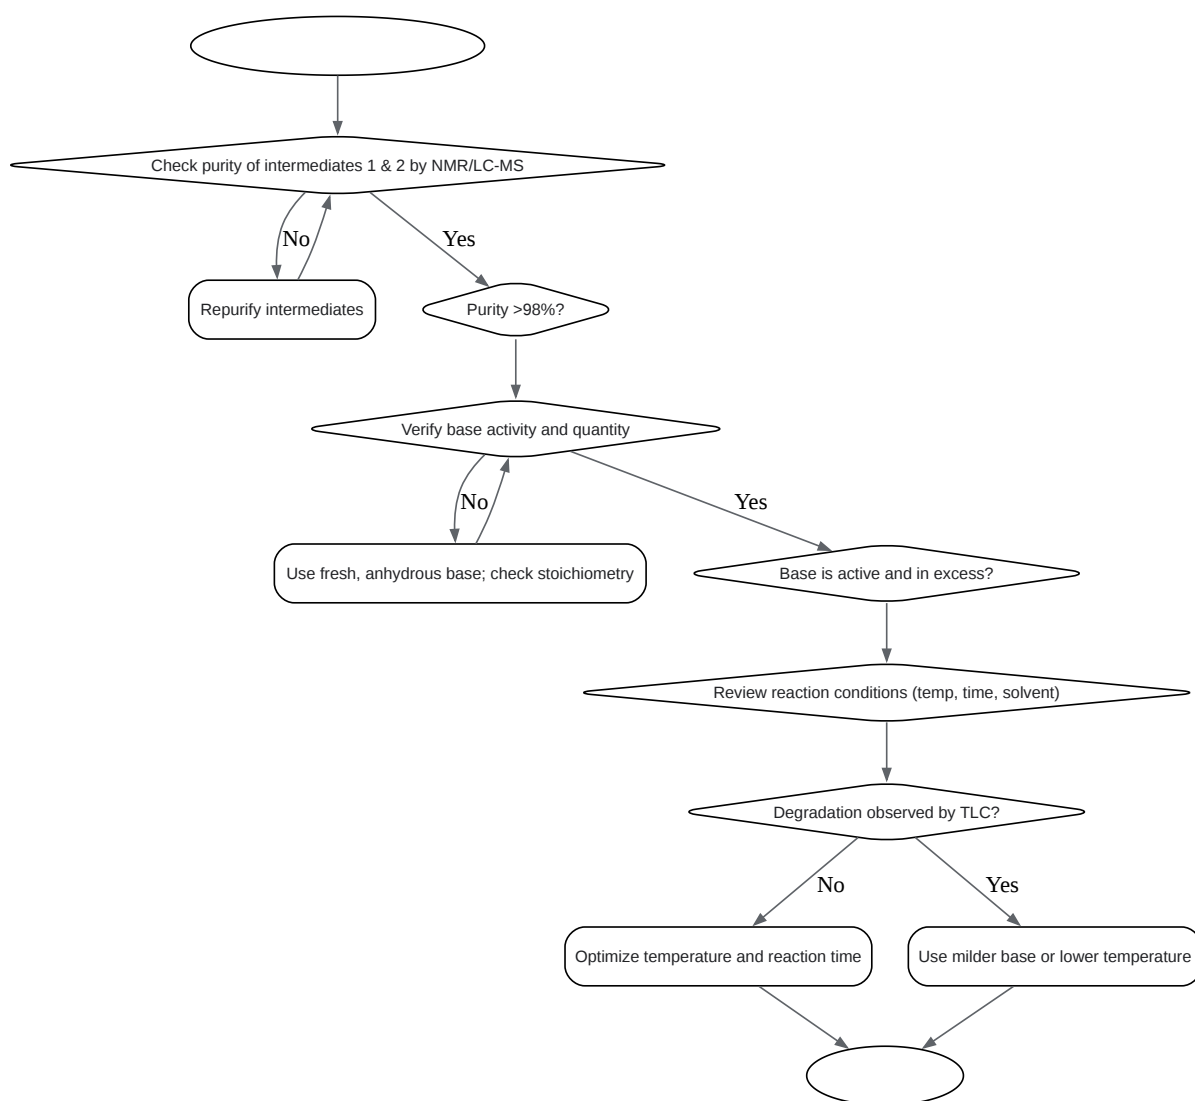 Check purity of intermediates 1 & 2 by NMR/LC-MS
No
Yes
Repurify intermediates
Purity >98%?
Verify base activity and quantity
No
Yes
Use fresh, anhydrous base; check stoichiometry
Base is active and in excess?
Review reaction conditions (temp, time, solvent)
Degradation observed by TLC?
No
Yes
Optimize temperature and reaction time
Use milder base or lower temperature